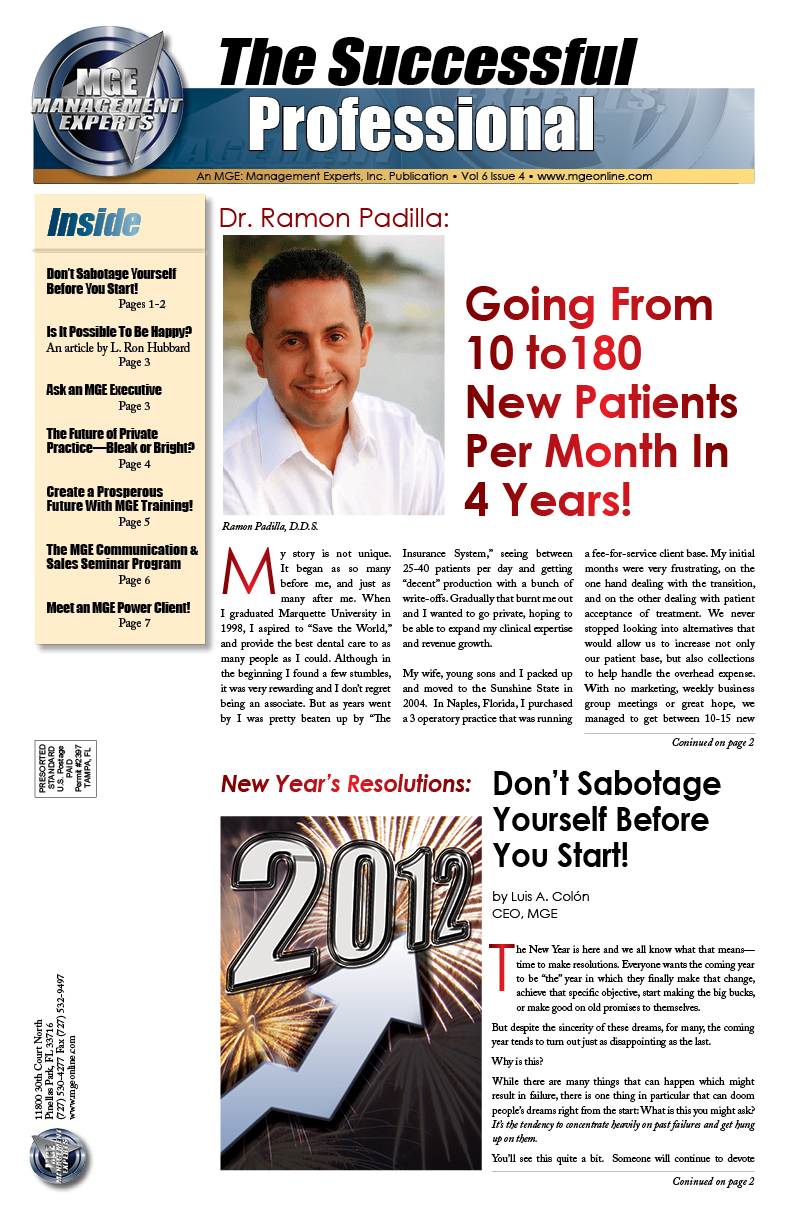 MGE
MANAGEMENT
EXPERTS
The Successful
Professional
An MGE: Management Experts, Inc. Publication • Vol 6 Issue 4 • www.mgeonline.com
Inside
Don't Sabotage Yourself
Before You Start!
Pages 1-2
Is It Possible To Be Happy?
An article by L. Ron Hubbard
Page 3
Ask an MGE Executive
Page 3
The Future of Private
Practice—Bleak or Bright?
Page 4
Create a Prosperous
Future With MGE Training!
Page 5
The MGE Communication &
Sales Seminar Program
Page 6
Meet an MGE Power Client!
Page 7
Dr. Ramon Padilla:
Going From
10 to180
New Patients
Per Month In
4 Years!
Ramon Padilla, D.D.S.
My story is not unique.
It began as so many
before me, and just as
many after me. When
I graduated Marquette University in
1998, I aspired to “Save the World,”
and provide the best dental care to as
many people as I could. Although in
the beginning I found a few stumbles,
it was very rewarding and I don't regret
being an associate. But as years went
by I was pretty beaten up by “The
Insurance System,” seeing between
25-40 patients per day and getting
“decent” production with a bunch of
write-offs. Gradually that burnt me out
and I wanted to go private, hoping to
be able to expand my clinical expertise
and revenue growth.
My wife, young sons and I packed up
and moved to the Sunshine State in
2004. In Naples, Florida, I purchased
a 3 operatory practice that was running
a fee-for-service client base. My initial
months were very frustrating, on the
one hand dealing with the transition,
and on the other dealing with patient
acceptance of treatment. We never
stopped looking into alternatives that
would allow us to increase not only
our patient base, but also collections
to help handle the overhead expense.
With no marketing, weekly business
group meetings or great hope, we
managed to get between 10-15 new
Continued on page 2
PRESORTED
STANDARD
U.S. Postage
PAID
Permit #2397
TAMPA, FL
11800 30th Court North
Pinellas Park, FL 33716
(727) 530-4277 Fax (727) 532-9497
www.mgeonline.com
MGE
MANAGEMENT
EXPERTS
New Year's Resolutions:
2012
Don't Sabotage
Yourself Before
You Start!
by Luis A. Colón
CEO, MGE
The New Year is here and we all know what that means—
time to make resolutions. Everyone wants the coming year
to be “the” year in which they finally make that change,
achieve that specific objective, start making the big bucks,
or make good on old promises to themselves.
But despite the sincerity of these dreams, for many, the coming
year tends to turn out just as disappointing as the last.
Why is this?
While there are many things that can happen which might
result in failure, there is one thing in particular that can doom
people's dreams right from the start: What is this you might ask?
It's the tendency to concentrate heavily on past failures and get hung
up on them.
You'll see this quite a bit. Someone will continue to devote
Coninued on page 2